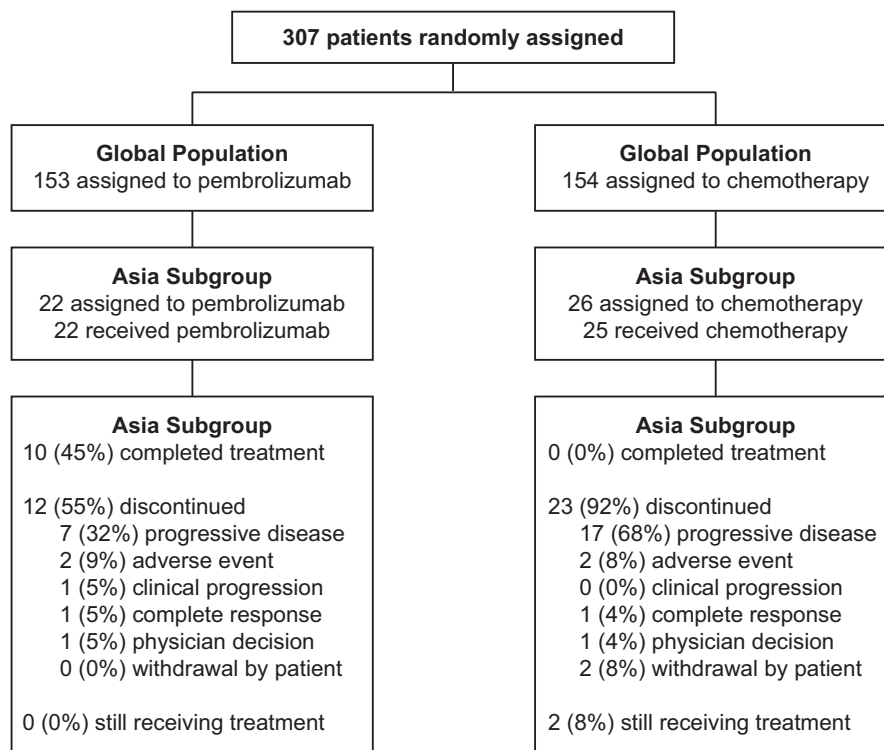 307 patients randomly assigned
Global Population
153 assigned to pembrolizumab
Global Population
154 assigned to chemotherapy
Asia Subgroup
22 assigned to pembrolizumab
22 received pembrolizumab
Asia Subgroup
26 assigned to chemotherapy
25 received chemotherapy
Asia Subgroup
10 (45%) completed treatment
12 (55%) discontinued
7 (32%) progressive disease
2 (9%) adverse event
1 (5%) clinical progression
1 (5%) complete response
1 (5%) physician decision
0 (0%) withdrawal by patient
0 (0%) still receiving treatment
Asia Subgroup
0 (0%) completed treatment
23 (92%) discontinued
17 (68%) progressive disease
2 (8%) adverse event
0 (0%) clinical progression
1 (4%) complete response
1 (4%) physician decision
2 (8%) withdrawal by patient
2 (8%) still receiving treatment